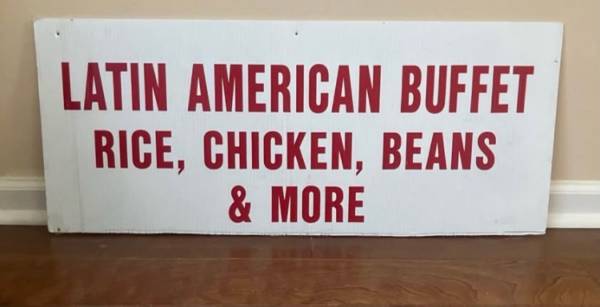 LATIN AMERICAN BUFFET
RICE, CHICKEN, BEANS
& MORE